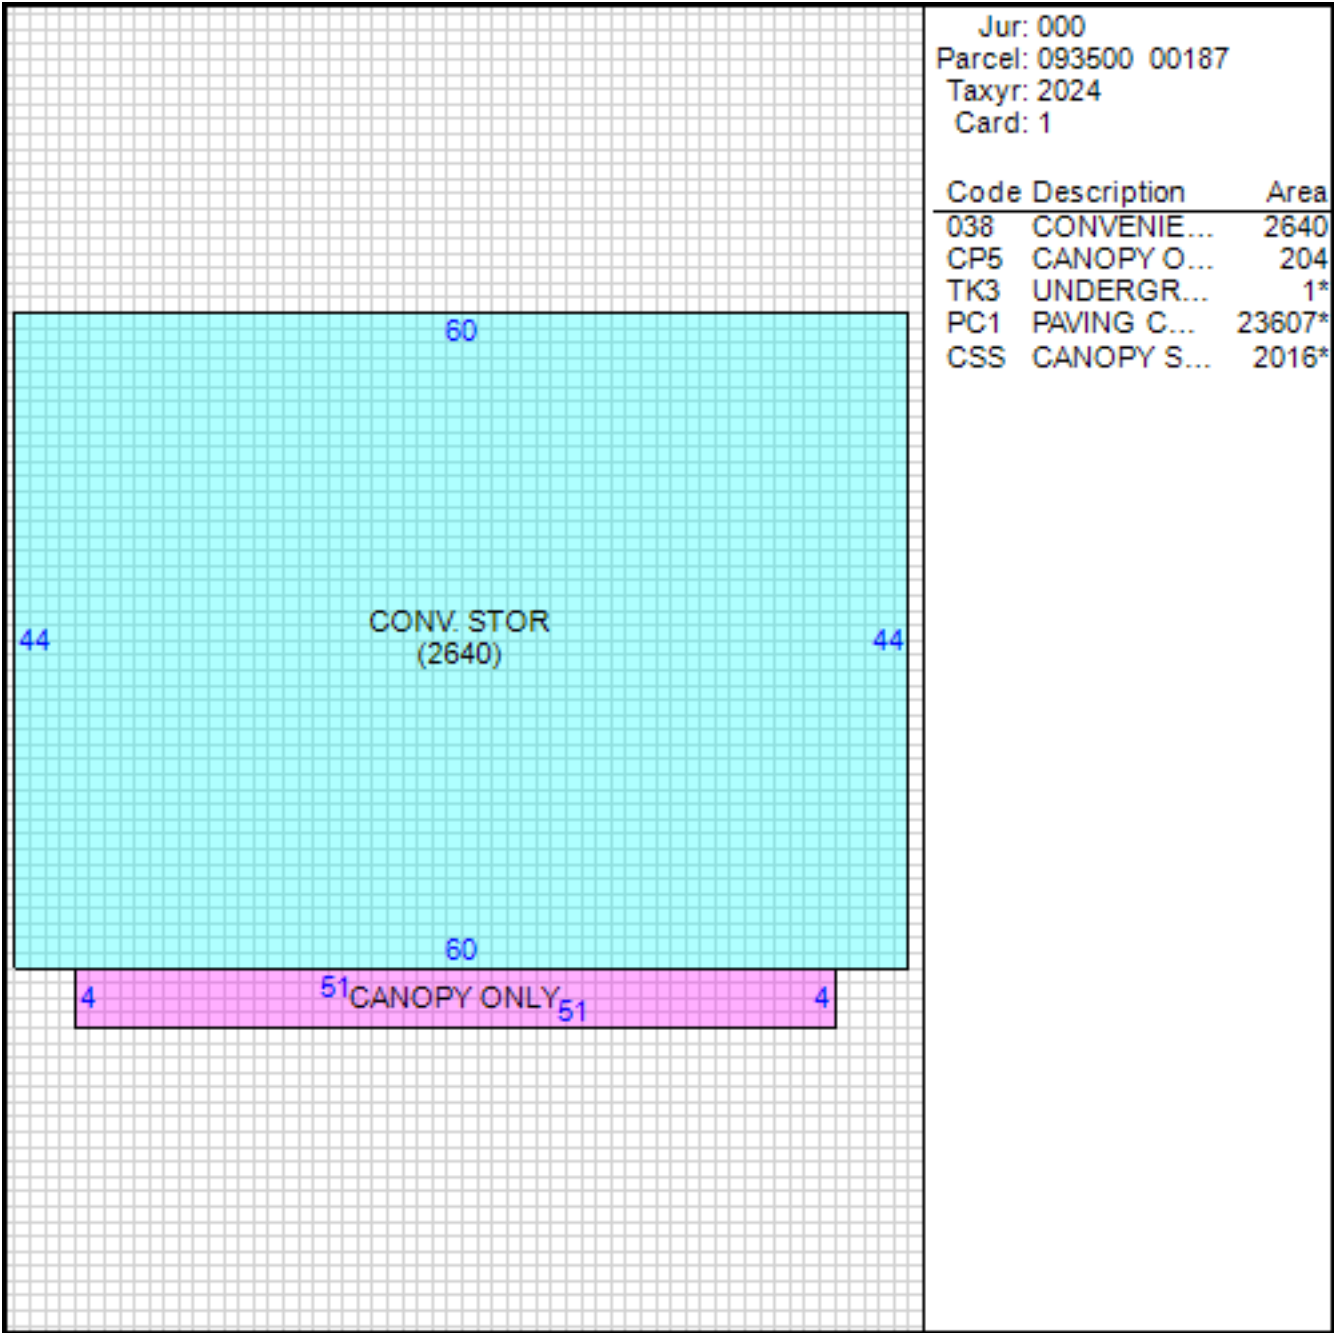 Jur: 000
Parcel: 093500 00187
Taxyr: 2024
Card: 1
Code Description Area
038 CONVENIE... 2640
CP5 CANOPY O... 204
TK3 UNDERGR... 1*
PC1 PAVING C... 23607*
CSS CANOPY S... 2016*
60
CONV. STOR
44 44
(2640)
60
4 51 CANOPY ONLY 51 4